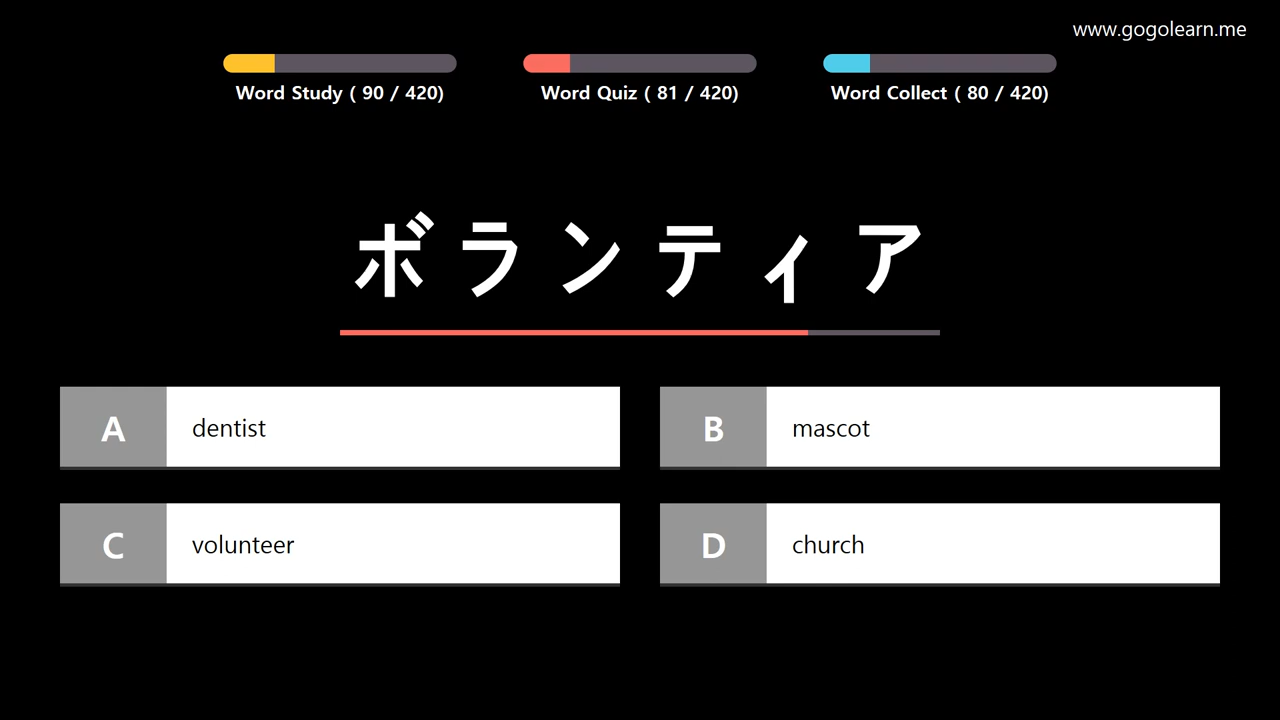 www.gogolearn.me
Word Study ( 90 / 420)
Word Quiz ( 81 / 420)
Word Collect ( 80 / 420)
ボランティア
A dentist
B mascot
C volunteer
D church